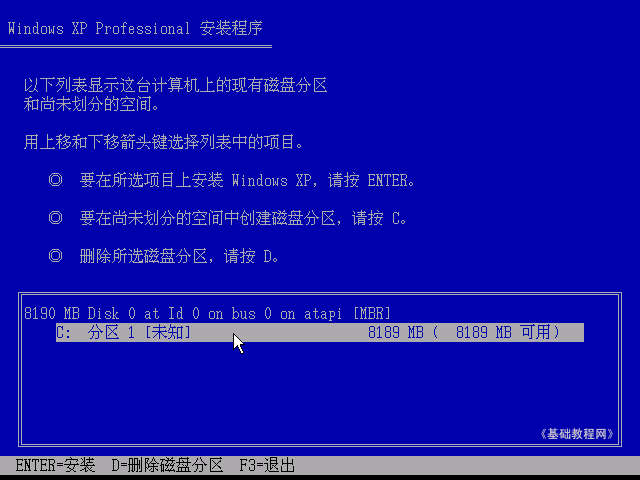 Windows XP Professional 安装程序
以下列表显示这台计算机上的现有磁盘分区
和尚未划分的空间。
用上移和下移箭头键选择列表中的项目。
◎ 要在所选项目上安装 Windows XP，请按 ENTER。
◎ 要在尚未划分的空间中创建磁盘分区，请按 C。
◎ 删除所选磁盘分区，请按 D。
8190 MB Disk 0 at Id 0 on bus 0 on atapi [MBR]
C: 分区 1 [未知] 8189 MB ( 8189 MB 可用)
《基础教程网》
ENTER=安装 D=删除磁盘分区 F3=退出